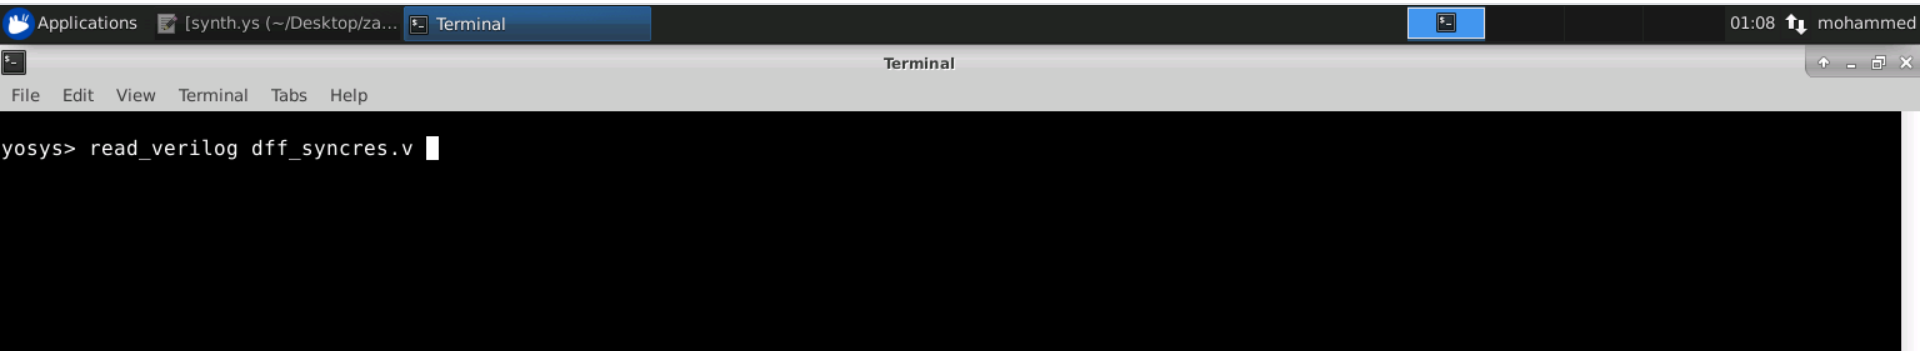 Applications [synth.ys (~/Desktop/za... Terminal 01:08 mohammed
Terminal
File Edit View Terminal Tabs Help
yosys> read_verilog dff_syncres.v